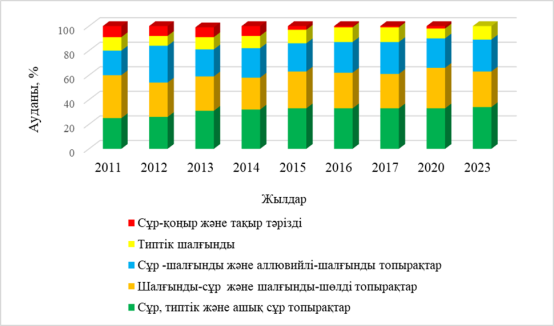 100
80
60
40
20
0
Ауданы, %
2011 2012 2013 2014 2015 2016 2017 2020 2023
Жылдар
Сұр-қоңыр және тақыр тәрізді
Типтік шалғынды
Сұр -шалғынды және аллювийлі-шалғынды топырақтар
Шалғынды-сұр және шалғынды-шөлді топырақтар
Сұр, типтік және ашық сұр топырақтар